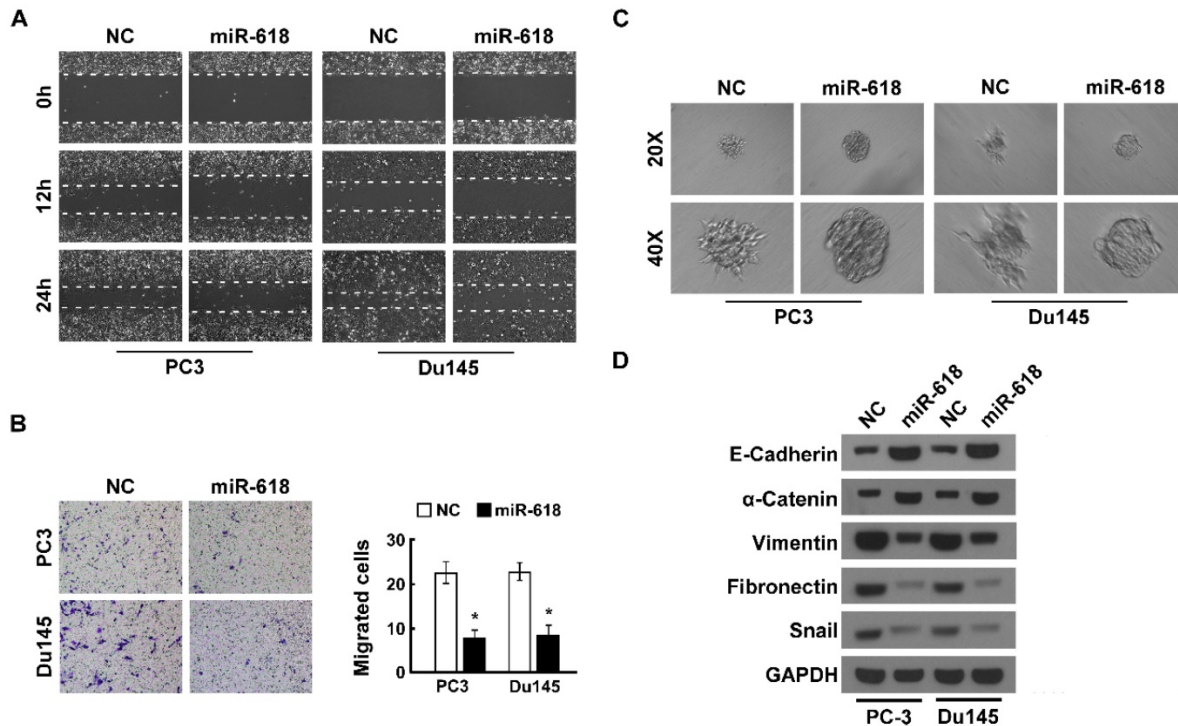 A
NC miR-618 NC miR-618
0h
12h
24h
PC3 Du145
B
NC miR-618
PC3
Du145
NC miR-618
Migrated cells
30
20
10
0
* *
PC3 Du145
C
NC miR-618 NC miR-618
20X
40X
PC3 Du145
D
NC miR-618 NC miR-618
E-Cadherin
α-Catenin
Vimentin
Fibronectin
Snail
GAPDH
PC-3 Du145